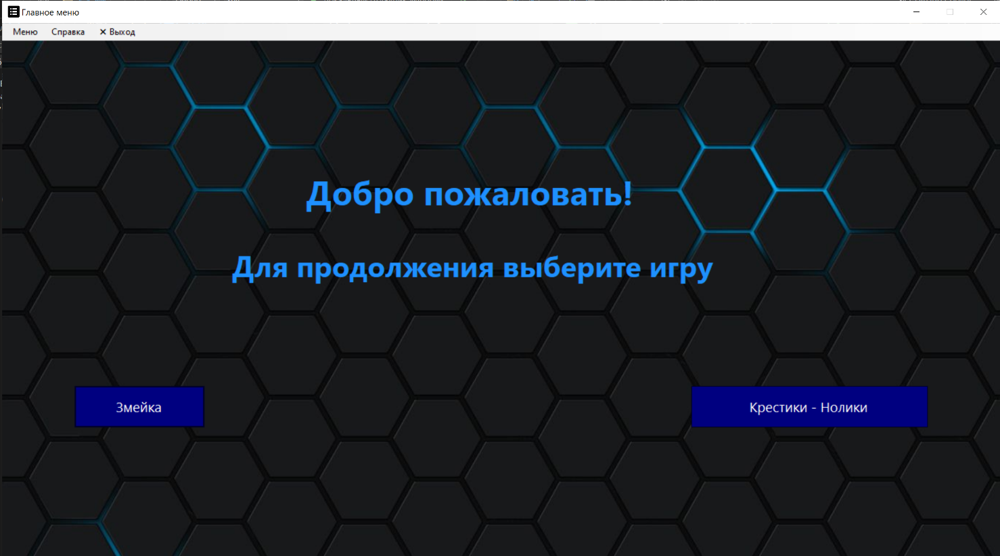 Главное меню
Меню Справка ✕ Выход
Добро пожаловать!
Для продолжения выберите игру
Змейка
Крестики - Нолики